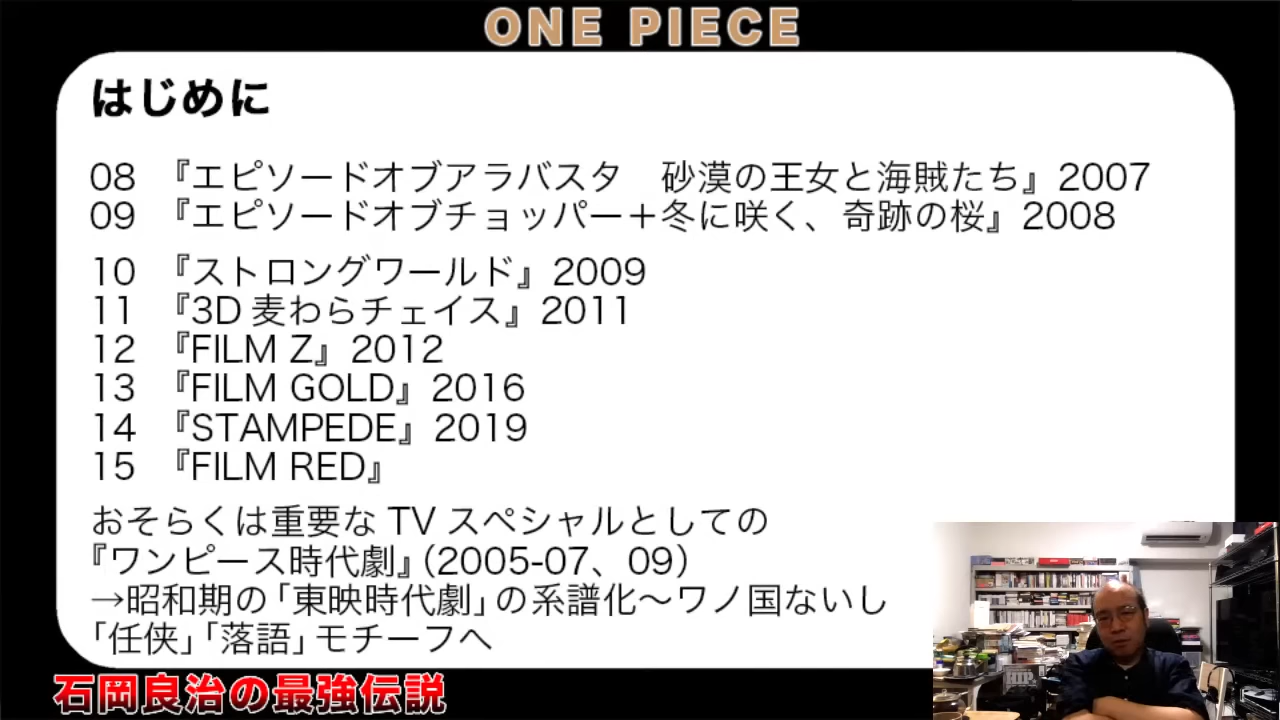 ONE PIECE
はじめに
08 『エピソードオブアラバスタ　砂漠の王女と海賊たち』2007
09 『エピソードオブチョッパー＋冬に咲く、奇跡の桜』2008
10 『ストロングワールド』2009
11 『3D 麦わらチェイス』2011
12 『FILM Z』2012
13 『FILM GOLD』2016
14 『STAMPEDE』2019
15 『FILM RED』
おそらくは重要な TV スペシャルとしての
『ワンピース時代劇』（2005-07、09）
→昭和期の「東映時代劇」の系譜化～ワノ国ないし
「任侠」「落語」モチーフへ
石岡良治の最強伝説
HIP